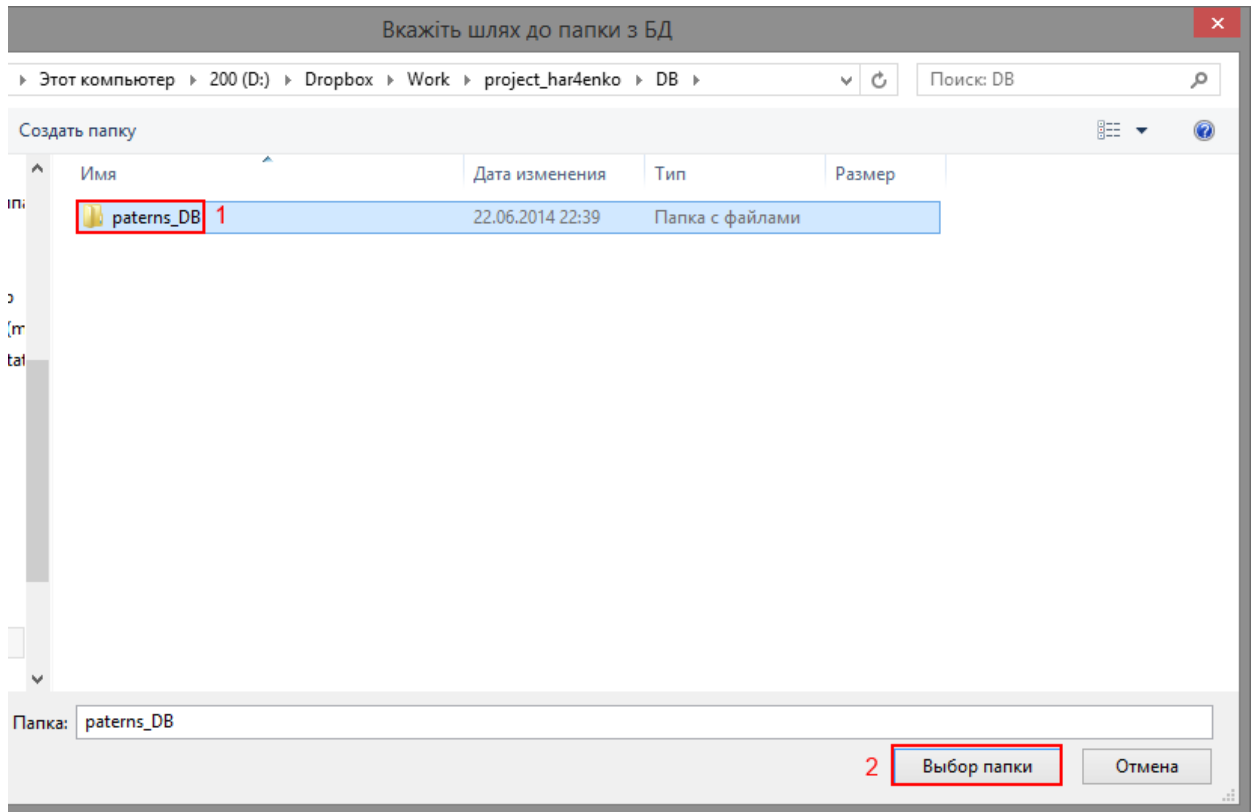 Вкажіть шлях до папки з БД
Этот компьютер 200 (D:) Dropbox Work project_har4enko DB Поиск: DB
Создать папку
Имя Дата изменения Тип Размер
paterns_DB 1 22.06.2014 22:39 Папка с файлами
Папка: paterns_DB
2 Выбор папки Отмена